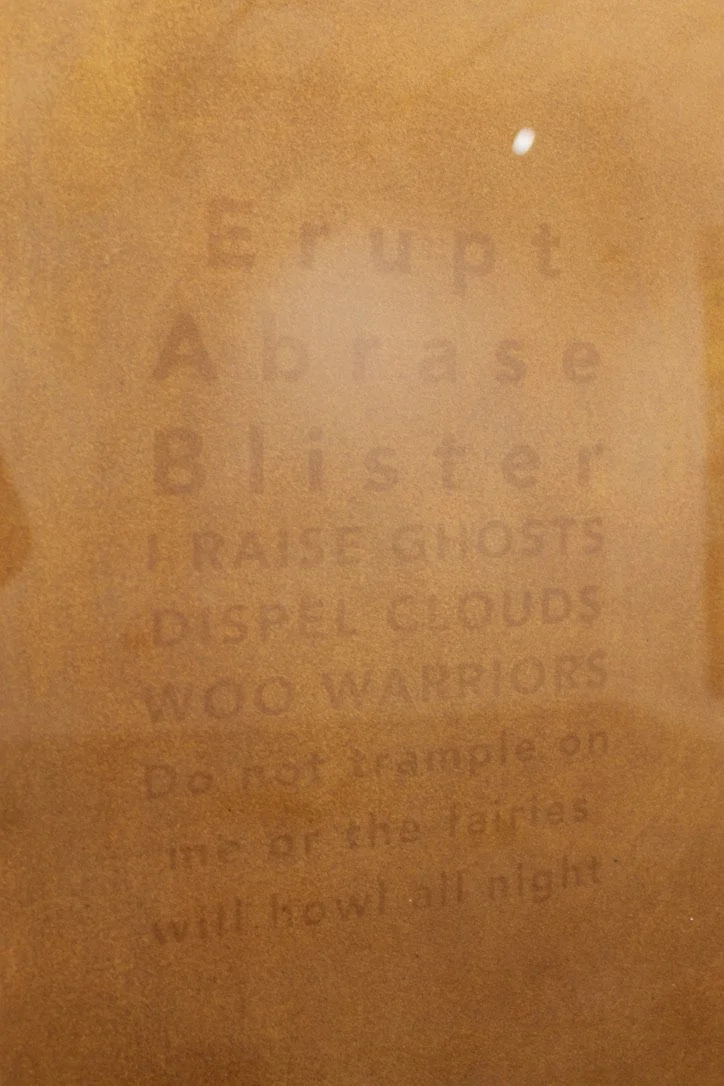 Erupt
Abrase
Blister
I RAISE GHOSTS
DISPEL CLOUDS
WOO WARRIORS
Do not trample on
me or the fairies
will howl all night